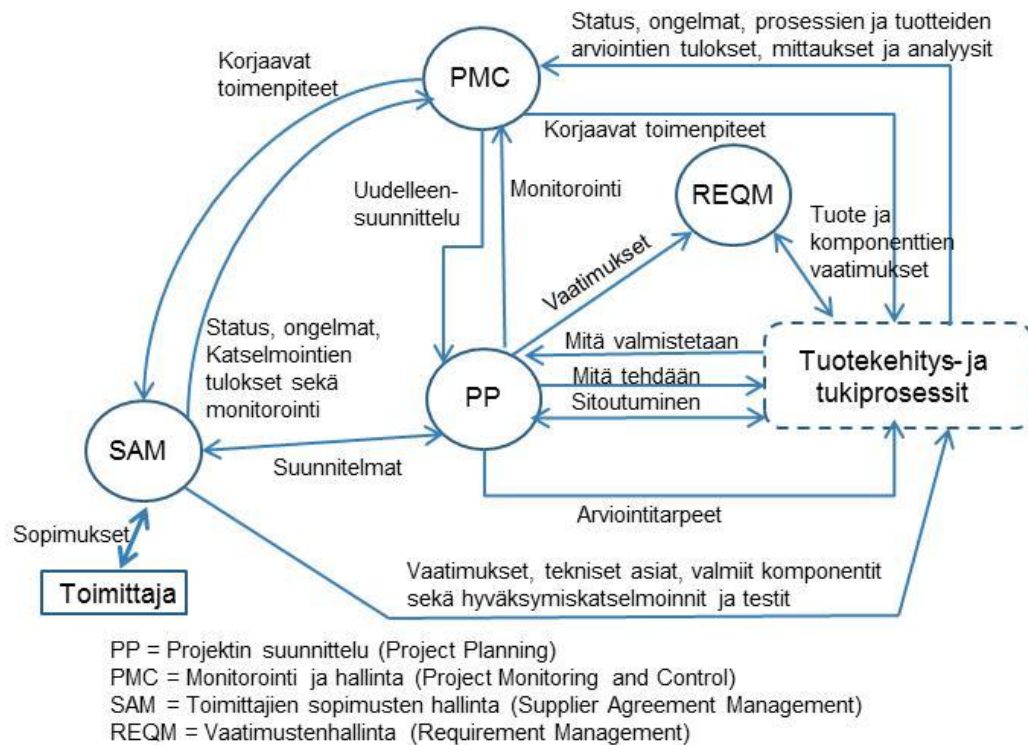 Status, ongelmat, prosessien ja tuotteiden
arviointien tulokset, mittaukset ja analyysit
Korjaavat
toimenpiteet
PMC
Korjaavat toimenpiteet
Uudelleen-
suunnittelu
Monitorointi
REQM
Tuote ja
komponenttien
vaatimukset
Vaatimukset
Status, ongelmat,
Katselmointien
tulokset sekä
monitorointi
Mitä valmistetaan
Mitä tehdään
Sitoutuminen
Tuotekehitys- ja
tukiprosessit
PP
SAM
Suunnitelmat
Arviointitarpeet
Sopimukset
Toimittaja
Vaatimukset, tekniset asiat, valmiit komponentit
sekä hyväksymiskatselmoinnit ja testit
PP = Projektin suunnittelu (Project Planning)
PMC = Monitorointi ja hallinta (Project Monitoring and Control)
SAM = Toimittajien sopimusten hallinta (Supplier Agreement Management)
REQM = Vaatimustenhallinta (Requirement Management)